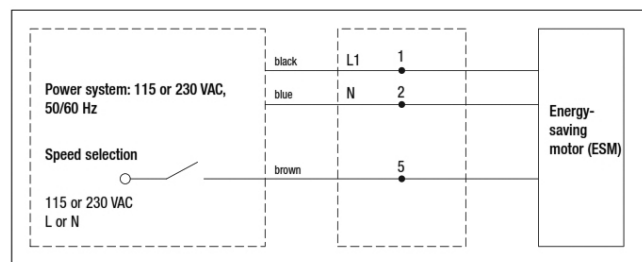 black
L1
1
Power system: 115 or 230 VAC,
50/60 Hz
blue
N
2
Energy-
saving
motor (ESM)
Speed selection
brown
5
115 or 230 VAC
L or N